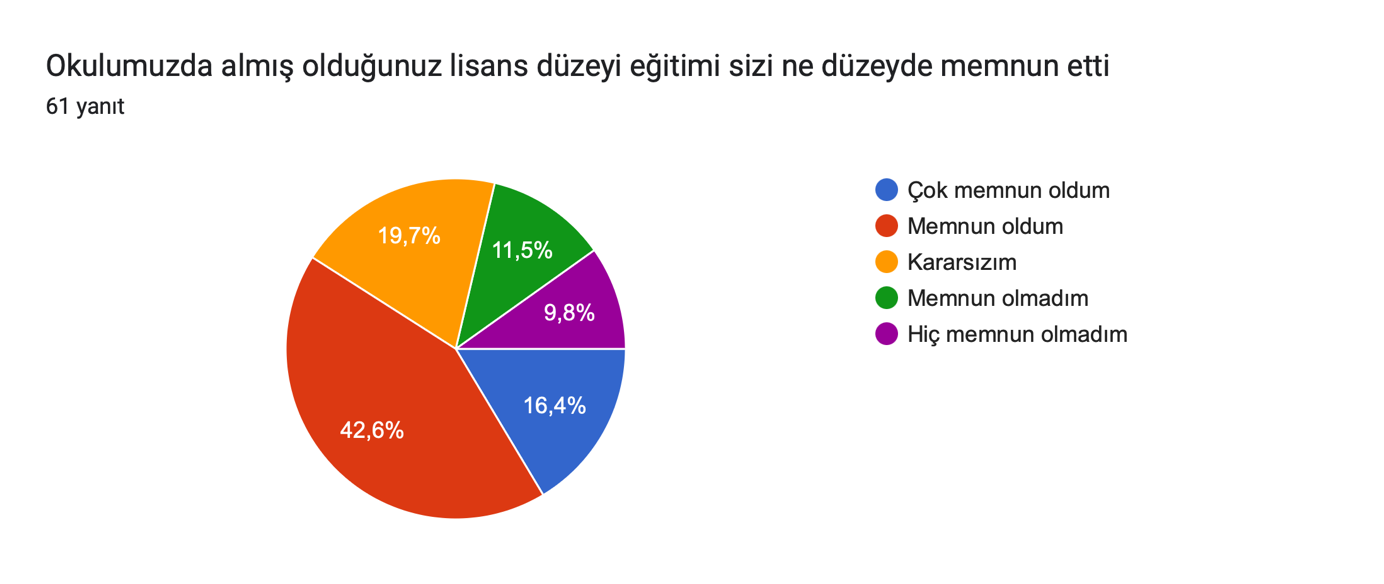 Okulumuzda almış olduğunuz lisans düzeyi eğitimi sizi ne düzeyde memnun etti
61 yanıt
19,7%
11,5%
9,8%
16,4%
42,6%
Çok memnun oldum
Memnun oldum
Kararsızım
Memnun olmadım
Hiç memnun olmadım